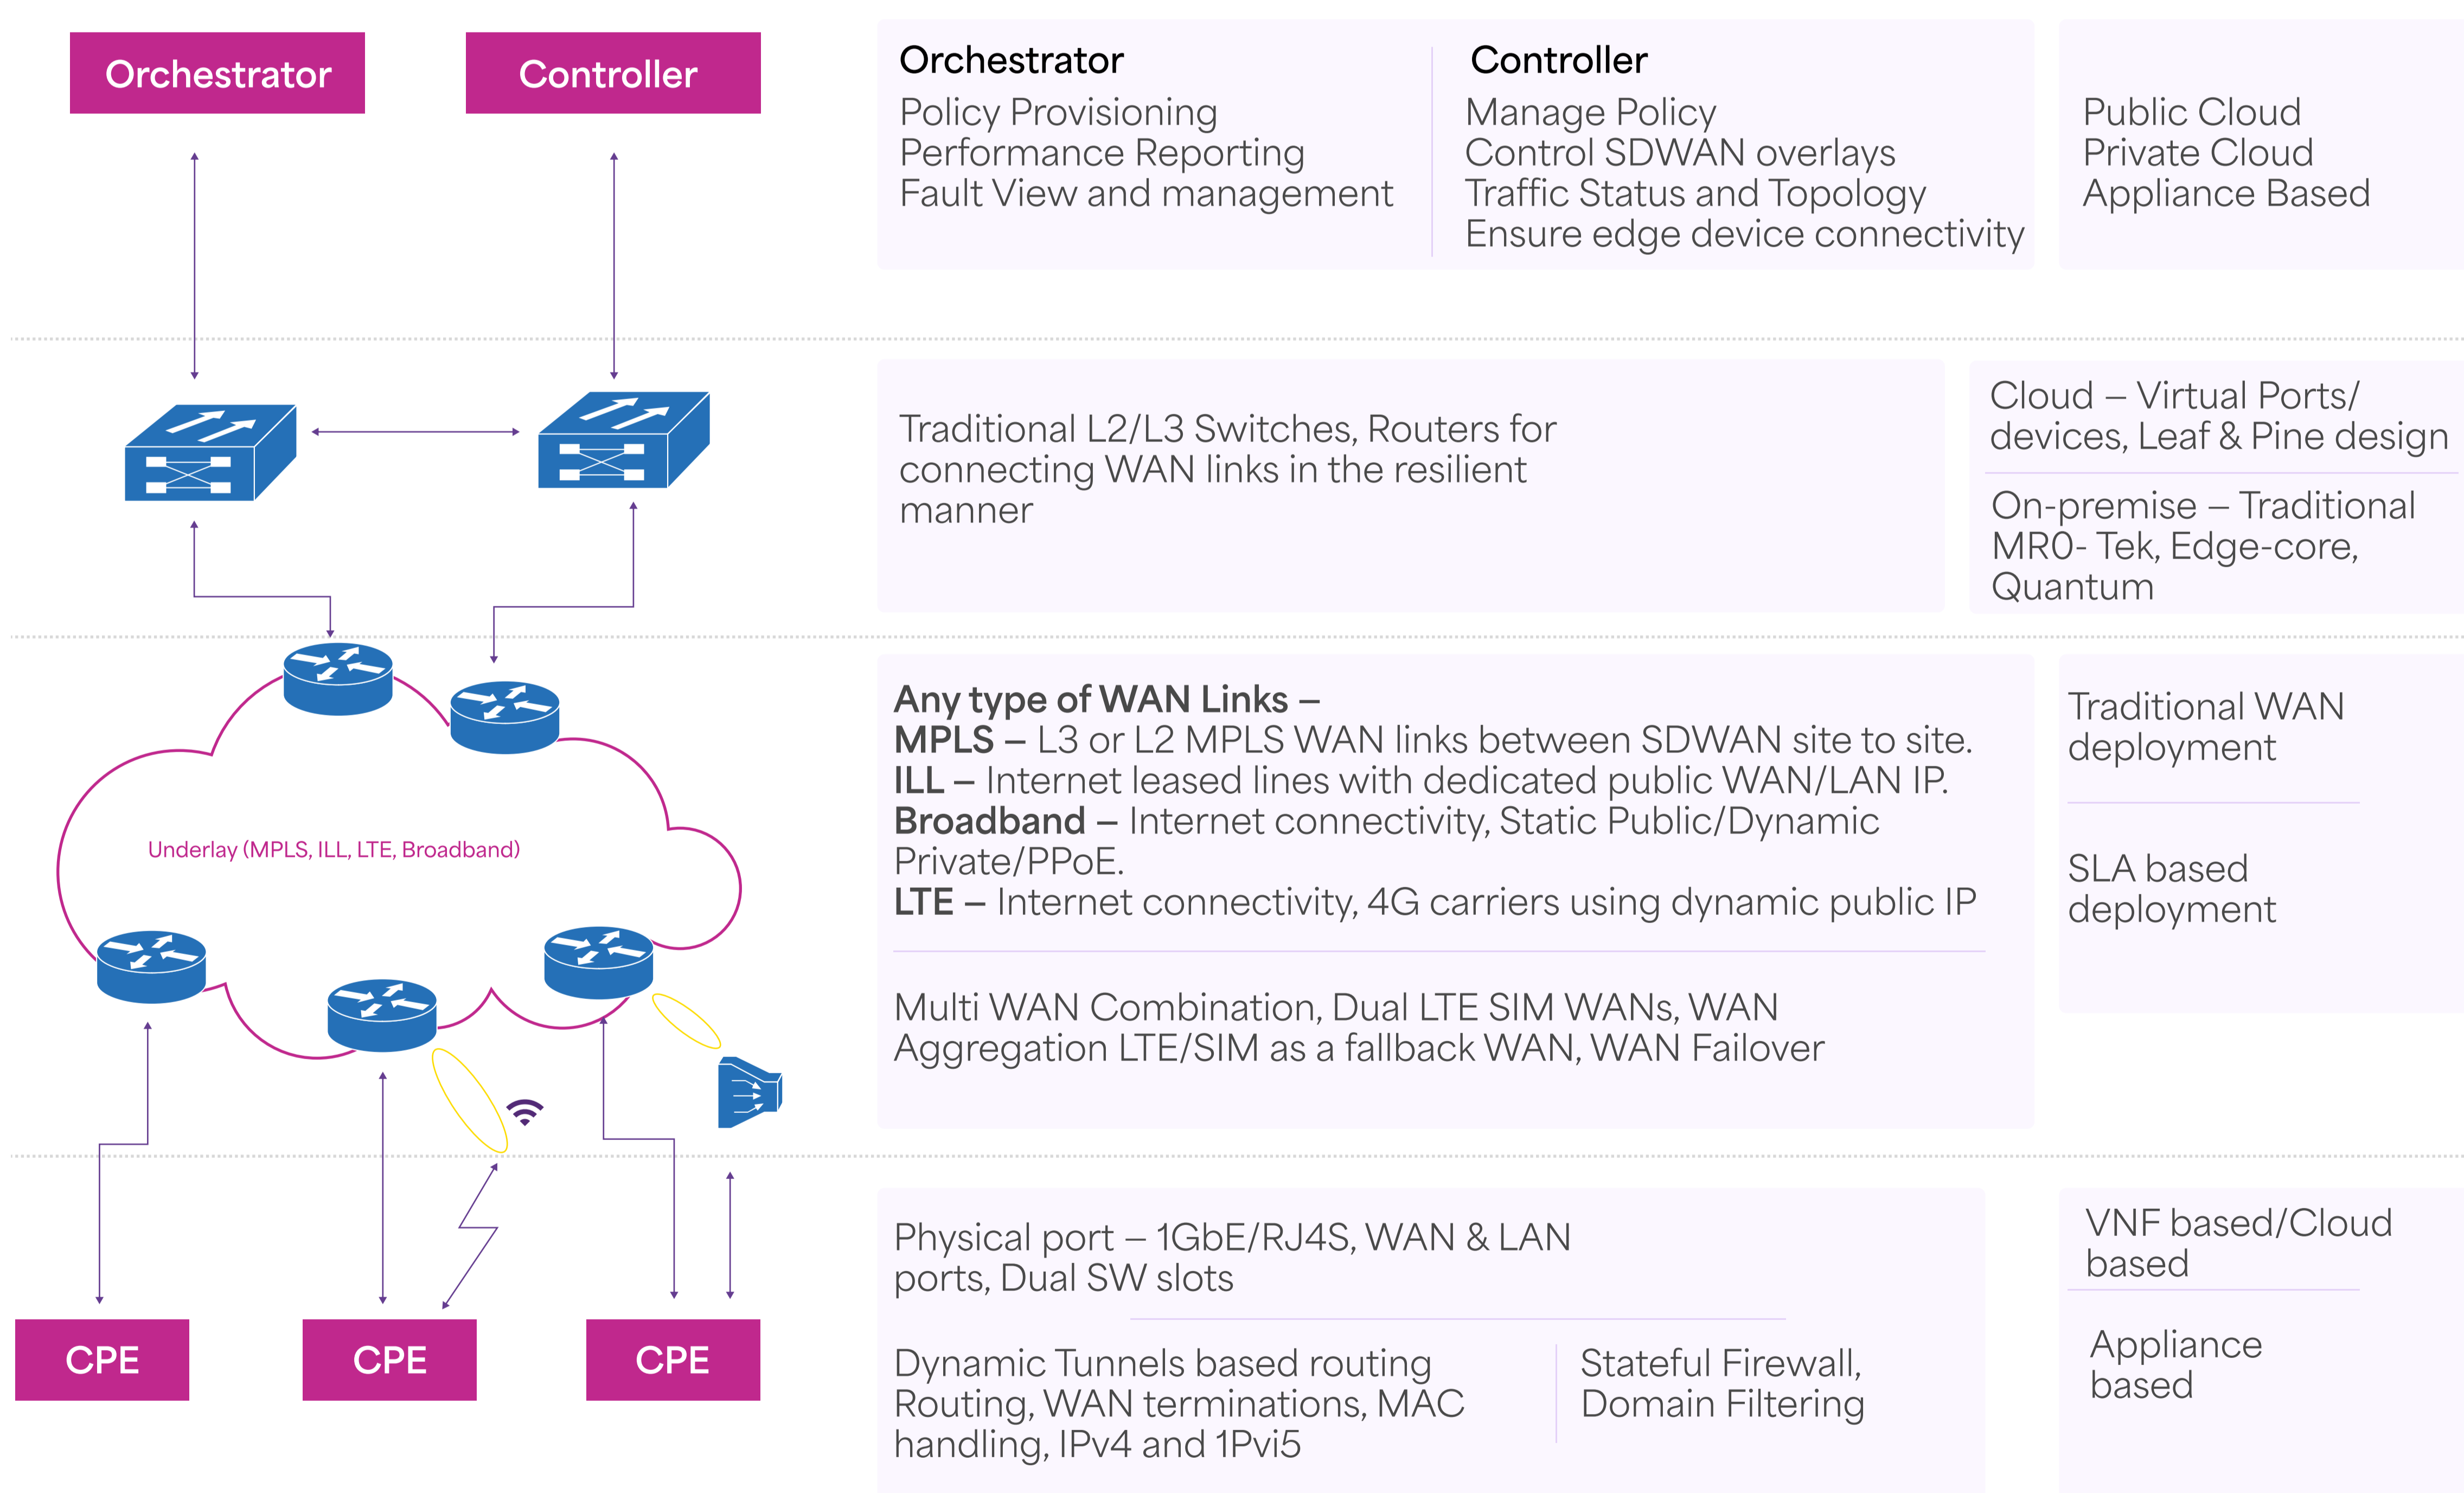 Orchestrator
Controller
Orchestrator
Policy Provisioning
Performance Reporting
Fault View and management
Controller
Manage Policy
Control SDWAN overlays
Traffic Status and Topology
Ensure edge device connectivity
Public Cloud
Private Cloud
Appliance Based
Traditional L2/L3 Switches, Routers for
connecting WAN links in the resilient
manner
Cloud – Virtual Ports/
devices, Leaf & Pine design
On-premise – Traditional
MR0- Tek, Edge-core,
Quantum
Underlay (MPLS, ILL, LTE, Broadband)
Any type of WAN Links –
MPLS – L3 or L2 MPLS WAN links between SDWAN site to site.
ILL – Internet leased lines with dedicated public WAN/LAN IP.
Broadband – Internet connectivity, Static Public/Dynamic
Private/PPoE.
LTE – Internet connectivity, 4G carriers using dynamic public IP
Multi WAN Combination, Dual LTE SIM WANs, WAN
Aggregation LTE/SIM as a fallback WAN, WAN Failover
Traditional WAN
deployment
SLA based
deployment
CPE
CPE
CPE
Physical port – 1GbE/RJ4S, WAN & LAN
ports, Dual SW slots
Dynamic Tunnels based routing
Routing, WAN terminations, MAC
handling, IPv4 and 1Pvi5
Stateful Firewall,
Domain Filtering
VNF based/Cloud
based
Appliance
based